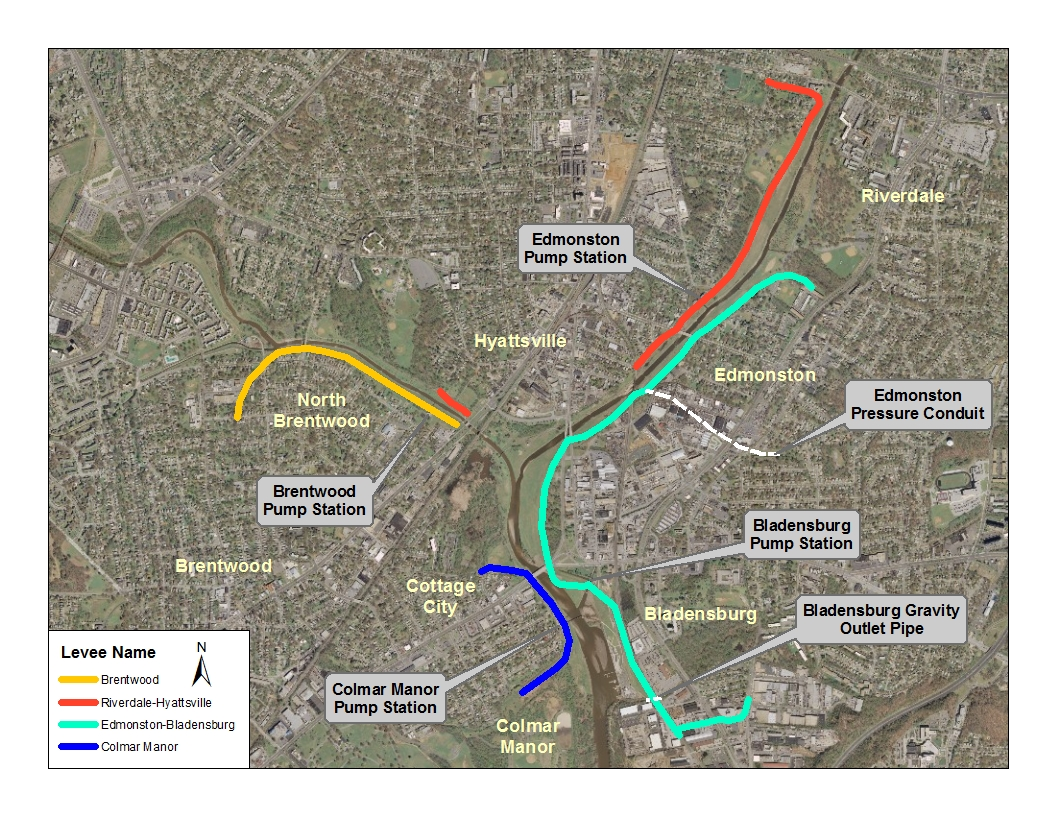 Riverdale
Edmonston
Pump Station
Hyattsville
Edmonston
Edmonston
Pressure Conduit
North
Brentwood
Brentwood
Pump Station
Bladensburg
Pump Station
Brentwood
Cottage
City
Bladensburg
Bladensburg Gravity
Outlet Pipe
Colmar Manor
Pump Station
Colmar
Manor
Levee Name
N
Brentwood
Riverdale-Hyattsville
Edmonston-Bladensburg
Colmar Manor